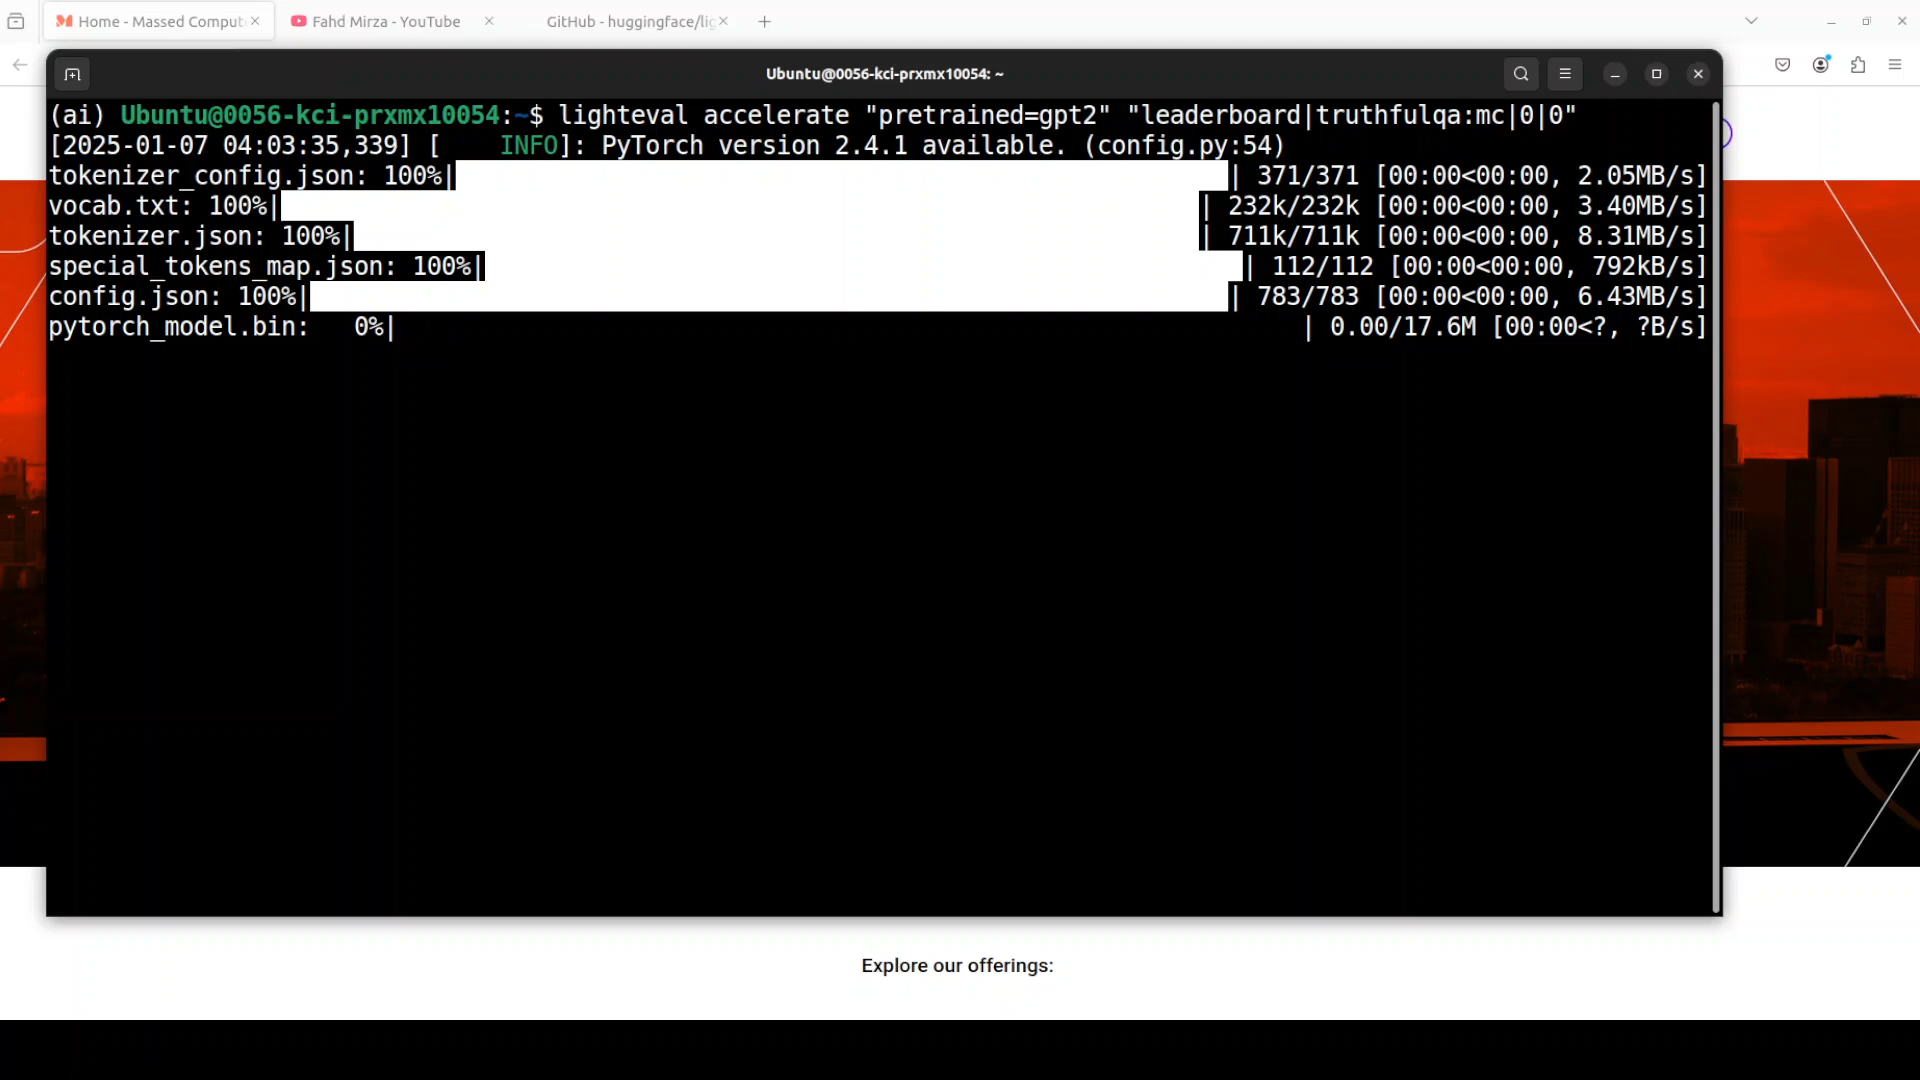 Home - Massed Comput
Fahd Mirza - YouTube
GitHub - huggingface/lig
Ubuntu@0056-kci-prxmx10054: ~
(ai) Ubuntu@0056-kci-prxmx10054:~$ lighteval accelerate "pretrained=gpt2" "leaderboard|truthfulqa:mc|0|0"
[2025-01-07 04:03:35,339] [    INFO]: PyTorch version 2.4.1 available. (config.py:54)
tokenizer_config.json: 100%| | 371/371 [00:00<00:00, 2.05MB/s]
vocab.txt: 100%| | 232k/232k [00:00<00:00, 3.40MB/s]
tokenizer.json: 100%| | 711k/711k [00:00<00:00, 8.31MB/s]
special_tokens_map.json: 100%| | 112/112 [00:00<00:00, 792kB/s]
config.json: 100%| | 783/783 [00:00<00:00, 6.43MB/s]
pytorch_model.bin:   0%| | 0.00/17.6M [00:00<?, ?B/s]
Explore our offerings: